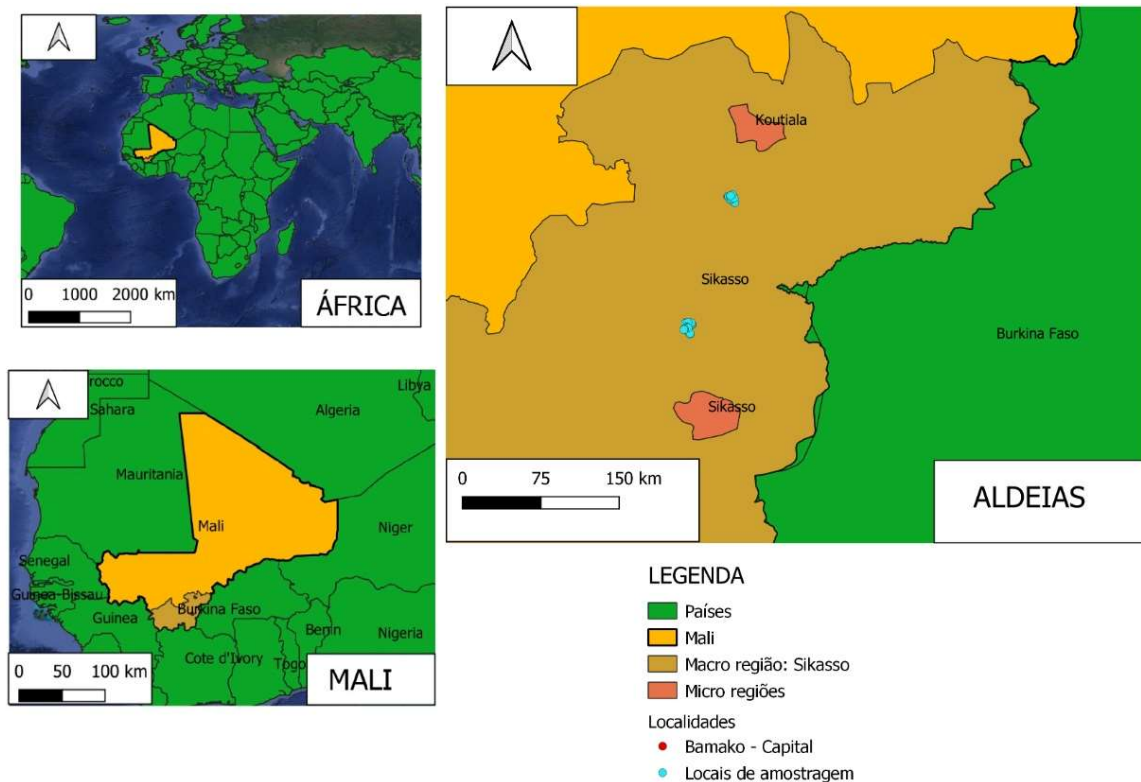 0 1000 2000 km
ÁFRICA
rocco
Libya
Sahara
Algeria
Mauritania
Mali
Niger
Senegal
Guinea-Bissau
Burkina Faso
Guinea
Benin
Nigeria
Cote d'Ivory
Togo
0 50 100 km
MALI
Koutiala
Sikasso
Burkina Faso
Sikasso
0 75 150 km
ALDEIAS
LEGENDA
Países
Mali
Macro região: Sikasso
Micro regiões
Localidades
Bamako - Capital
Locais de amostragem